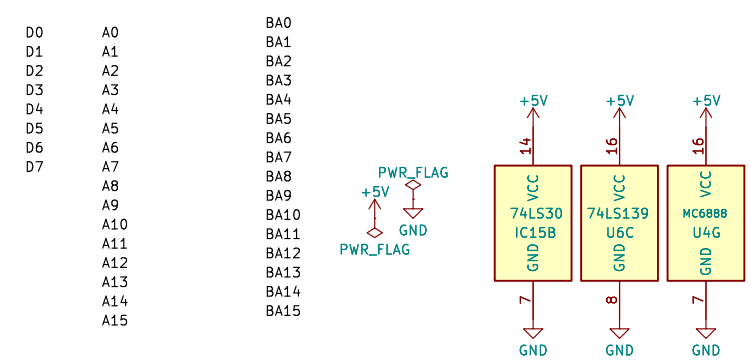 D0
D1
D2
D3
D4
D5
D6
D7
A0
A1
A2
A3
A4
A5
A6
A7
A8
A9
A10
A11
A12
A13
A14
A15
BA0
BA1
BA2
BA3
BA4
BA5
BA6
BA7
BA8
BA9
BA10
BA11
BA12
BA13
BA14
BA15
+5V
PWR_FLAG
PWR_FLAG
GND
+5V
14
VCC
74LS30
IC15B
GND
7
GND
+5V
16
VCC
74LS139
U6C
GND
8
GND
+5V
16
VCC
MC6888
U4G
GND
7
GND